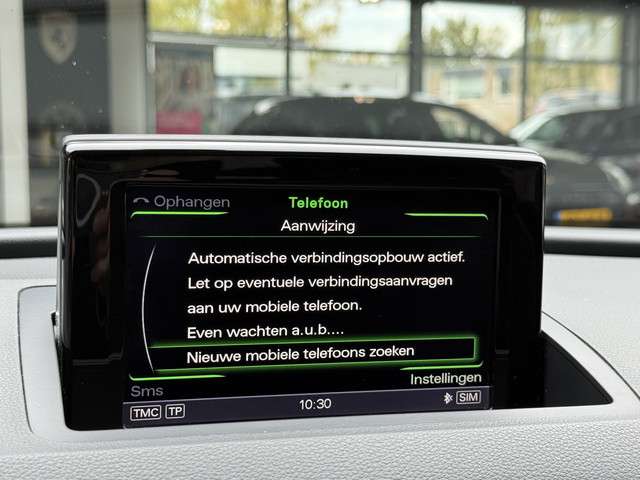 Ophangen
Telefoon
Aanwijzing
Automatische verbindingsopbouw actief.
Let op eventuele verbindingsaanvragen
aan uw mobiele telefoon.
Even wachten a.u.b....
Nieuwe mobiele telefoons zoeken
Sms
Instellingen
TMC TP
10:30
SIM